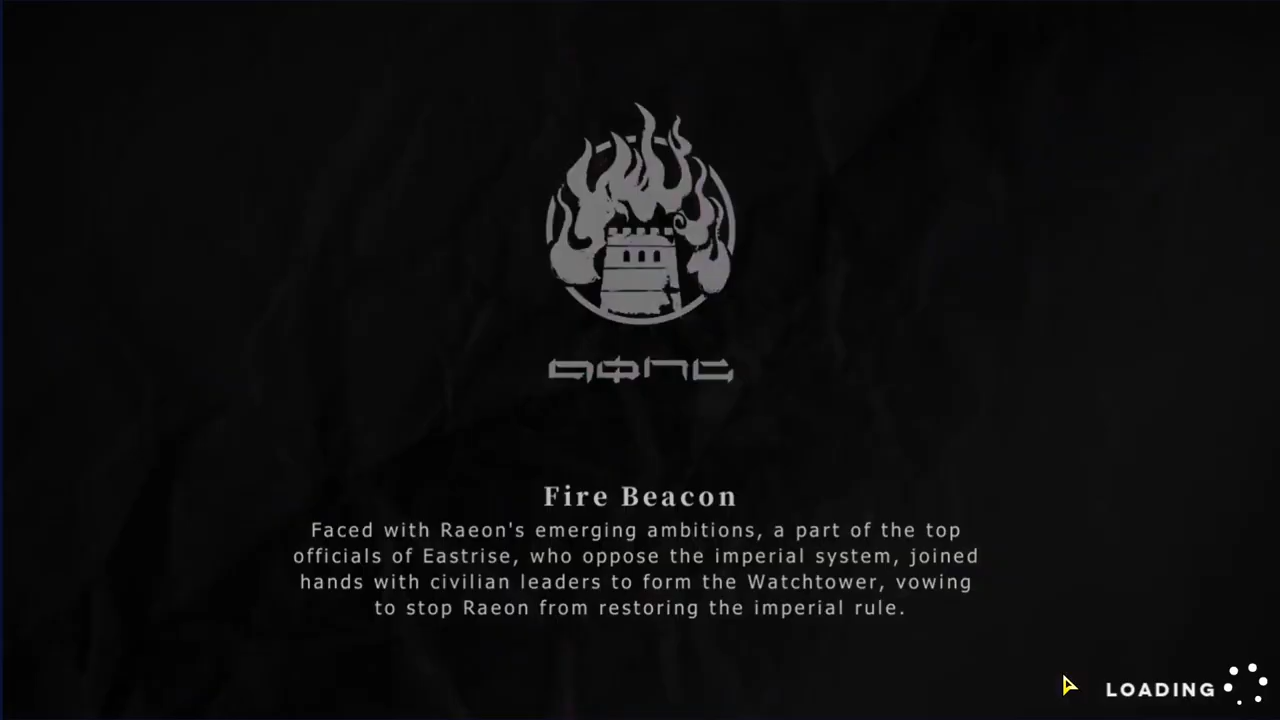 Fire Beacon
Faced with Raeon's emerging ambitions, a part of the top
officials of Eastrise, who oppose the imperial system, joined
hands with civilian leaders to form the Watchtower, vowing
to stop Raeon from restoring the imperial rule.
LOADING